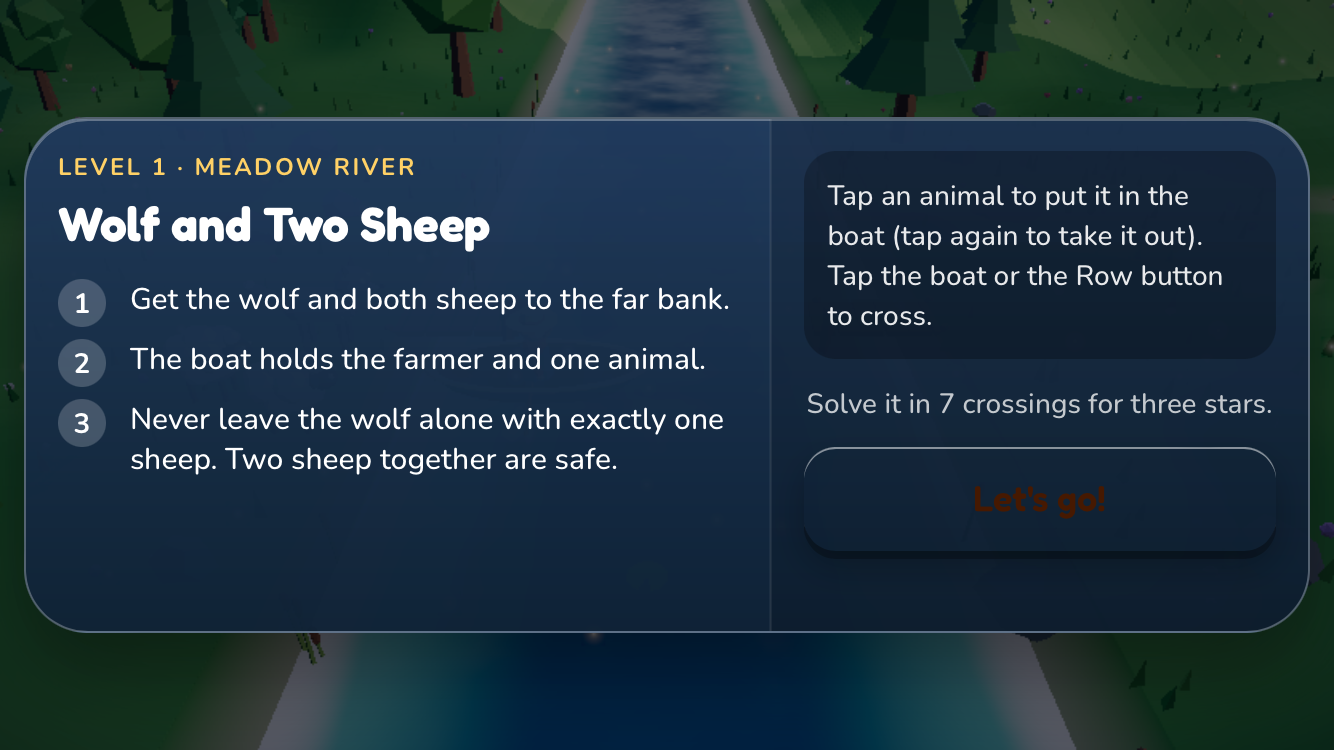 LEVEL 1 · MEADOW RIVER
Wolf and Two Sheep
1 Get the wolf and both sheep to the far bank.
2 The boat holds the farmer and one animal.
3 Never leave the wolf alone with exactly one
sheep. Two sheep together are safe.
Tap an animal to put it in the
boat (tap again to take it out).
Tap the boat or the Row button
to cross.
Solve it in 7 crossings for three stars.
Let's go!